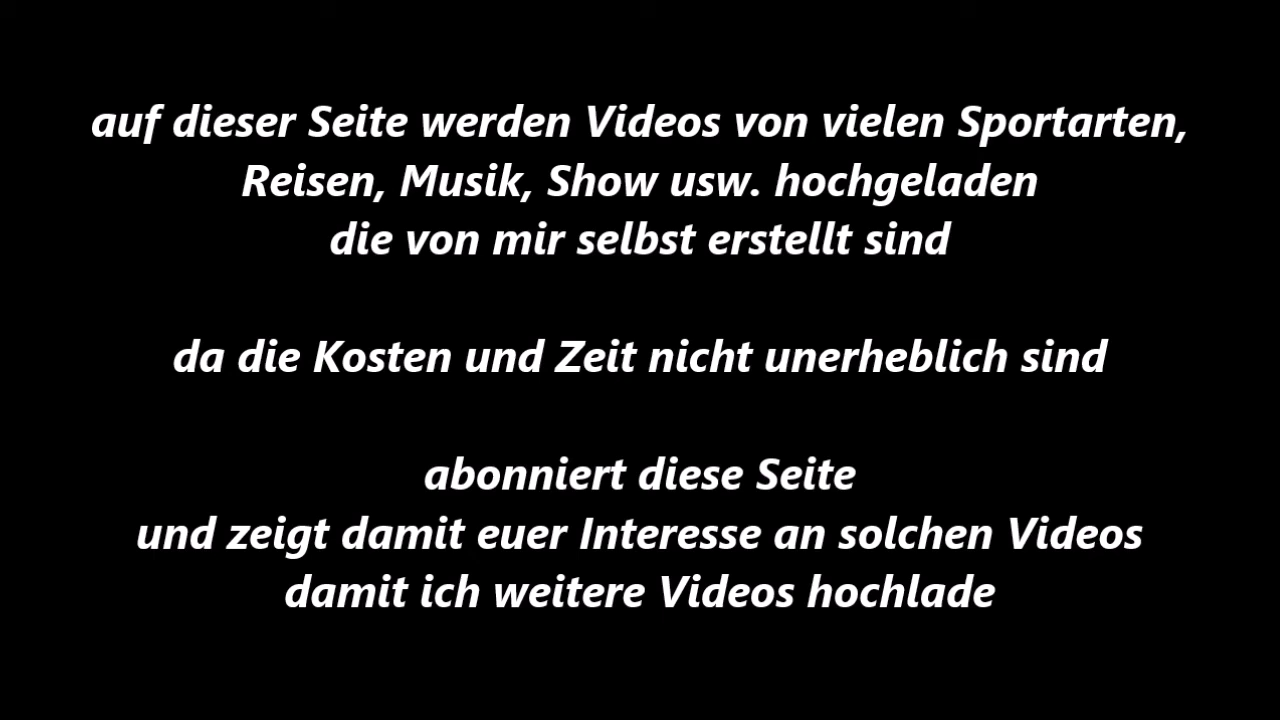 auf dieser Seite werden Videos von vielen Sportarten,
Reisen, Musik, Show usw. hochgeladen
die von mir selbst erstellt sind
da die Kosten und Zeit nicht unerheblich sind
abonniert diese Seite
und zeigt damit euer Interesse an solchen Videos
damit ich weitere Videos hochlade